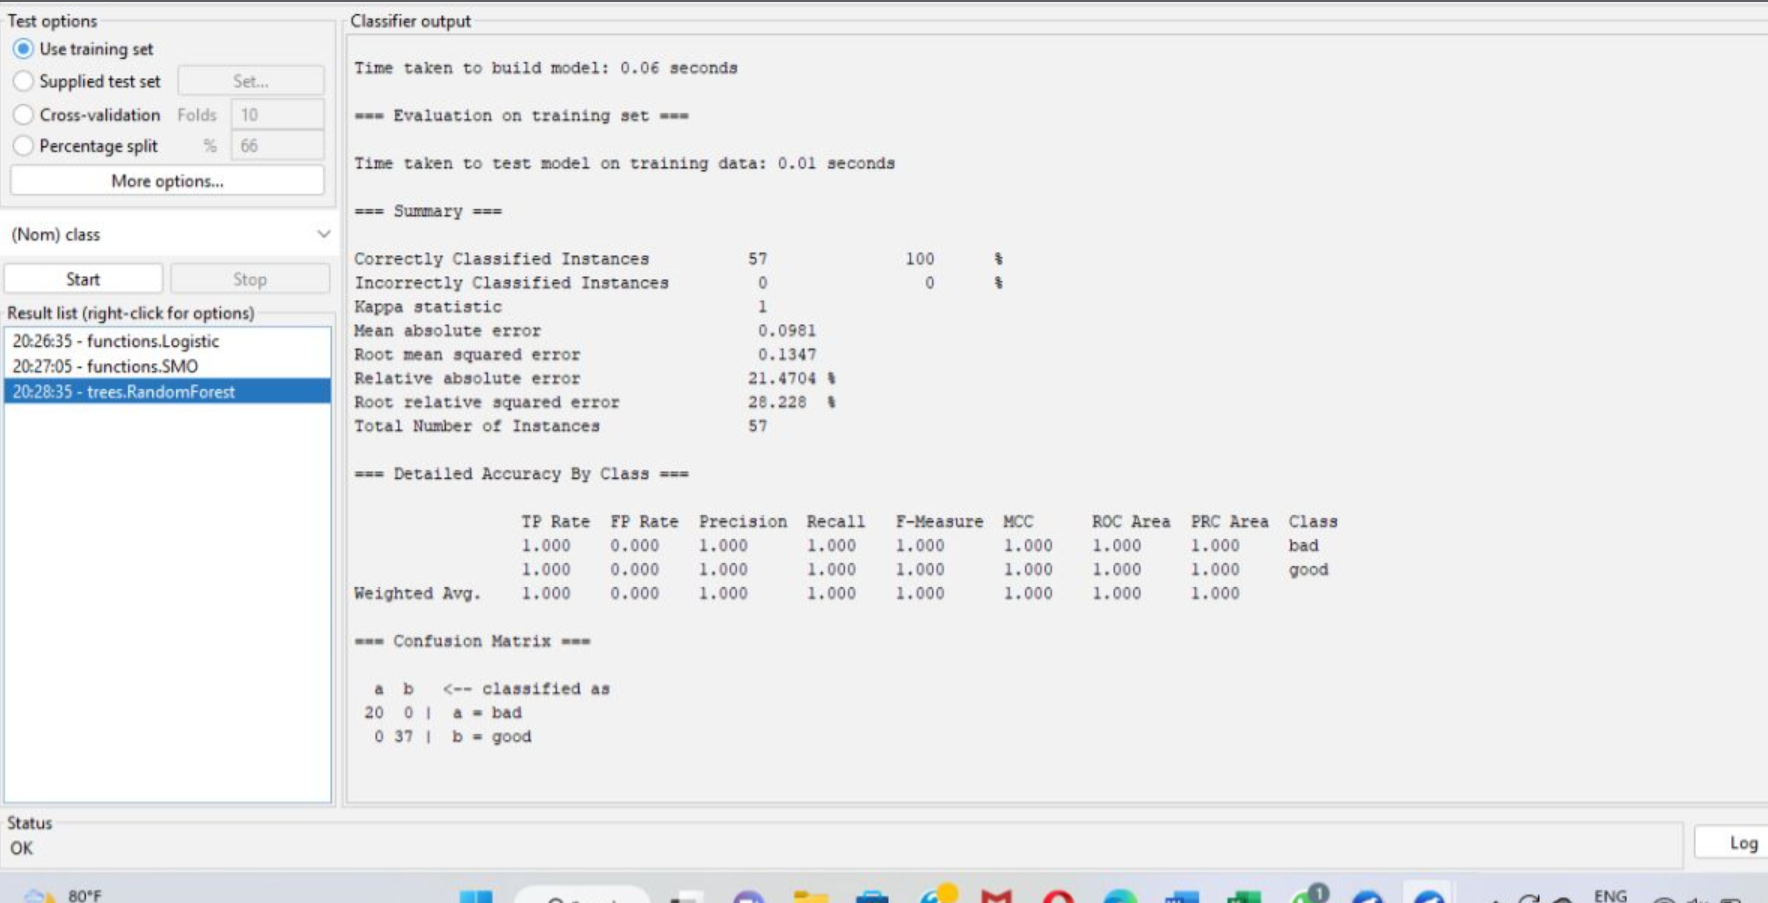 Test options
Use training set
Supplied test set Set...
Cross-validation Folds 10
Percentage split % 66
More options...
(Nom) class
Start Stop
Result list (right-click for options)
20:26:35 - functions.Logistic
20:27:05 - functions.SMO
20:28:35 - trees.RandomForest
Classifier output
Time taken to build model: 0.06 seconds
=== Evaluation on training set ===
Time taken to test model on training data: 0.01 seconds
=== Summary ===
Correctly Classified Instances 57 100 %
Incorrectly Classified Instances 0 0 %
Kappa statistic 1
Mean absolute error 0.0981
Root mean squared error 0.1347
Relative absolute error 21.4704 %
Root relative squared error 28.228 %
Total Number of Instances 57
=== Detailed Accuracy By Class ===
TP Rate FP Rate Precision Recall F-Measure MCC ROC Area PRC Area Class
1.000 0.000 1.000 1.000 1.000 1.000 1.000 1.000 bad
1.000 0.000 1.000 1.000 1.000 1.000 1.000 1.000 good
Weighted Avg. 1.000 0.000 1.000 1.000 1.000 1.000 1.000 1.000
=== Confusion Matrix ===
a b <-- classified as
20 0 | a = bad
0 37 | b = good
Status
OK
Log
80°F
1
ENG